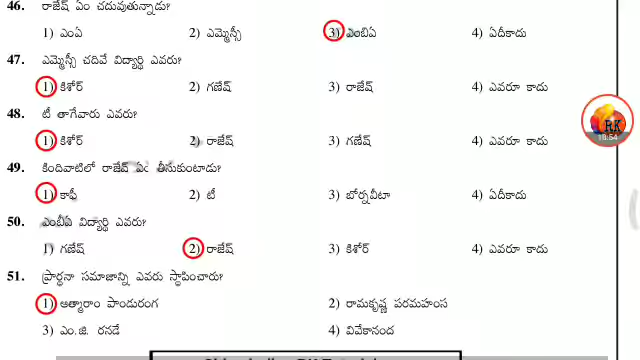 46. రాజేష్ ఏం చదువుతున్నాడు?
1) ఎంఏ 2) ఎమ్మెస్సీ 3) ఎంబిఏ 4) ఏదీకాదు
47. ఎమ్మెస్సీ చదివే విద్యార్థి ఎవరు?
1) కిశోర్ 2) గణేష్ 3) రాజేష్ 4) ఎవరూ కాదు
48. టీ తాగేవారు ఎవరు?
1) కిశోర్ 2) రాజేష్ 3) గణేష్ 4) ఎవరూ కాదు
49. కిందివాటిలో రాజేష్ ఏం తీసుకుంటాడు?
1) కాఫీ 2) టీ 3) బోర్నవీటా 4) ఏదీకాదు
50. ఎంబీఏ విద్యార్థి ఎవరు?
1) గణేష్ 2) రాజేష్ 3) కిశోర్ 4) ఎవరూ కాదు
51. ప్రార్థనా సమాజాన్ని ఎవరు స్థాపించారు?
1) ఆత్మారాం పాండురంగ 2) రామకృష్ణ పరమహంస
3) ఎం.జి. రనడే 4) వివేకానంద
RK